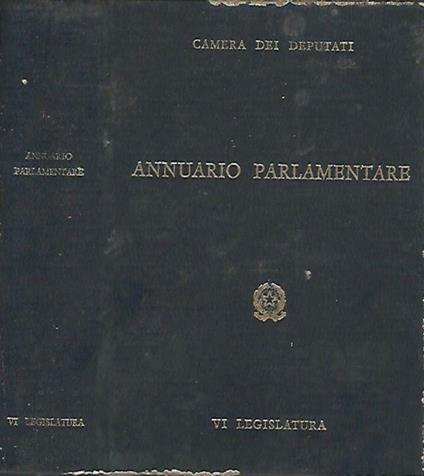 ANNUARIO
PARLAMENTARE
VI LEGISLATURA
CAMERA DEI DEPUTATI
ANNUARIO PARLAMENTARE
VI LEGISLATURA